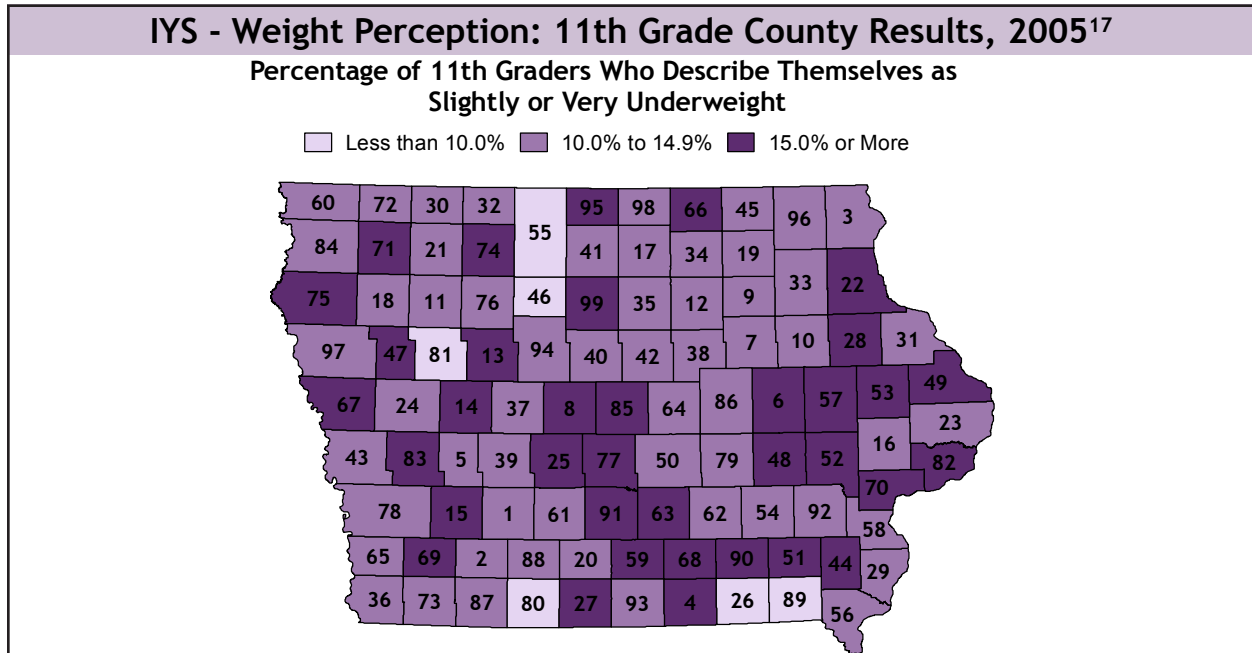 IYS - Weight Perception: 11th Grade County Results, 2005¹⁷
Percentage of 11th Graders Who Describe Themselves as
Slightly or Very Underweight
Less than 10.0% 10.0% to 14.9% 15.0% or More
60 72 30 32 55 95 98 66 45 96 3
84 71 21 74 41 17 34 19
75 18 11 76 46 99 35 12 9 33 22
97 47 81 13 94 40 42 38 7 10 28 31
67 24 14 37 8 85 64 86 6 57 53 49
23
43 83 5 39 25 77 50 79 48 52 16 82
78 15 1 61 91 63 62 54 92 70
58
65 69 2 88 20 59 68 90 51 44 29
36 73 87 80 27 93 4 26 89 56